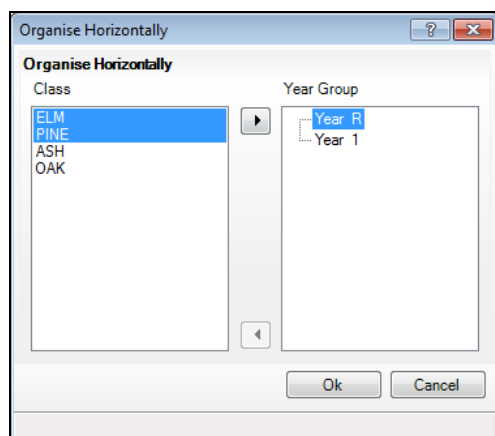 Organise Horizontally
?
Organise Horizontally
Class
Year Group
ELM
PINE
ASH
OAK
Year R
Year 1
Ok
Cancel